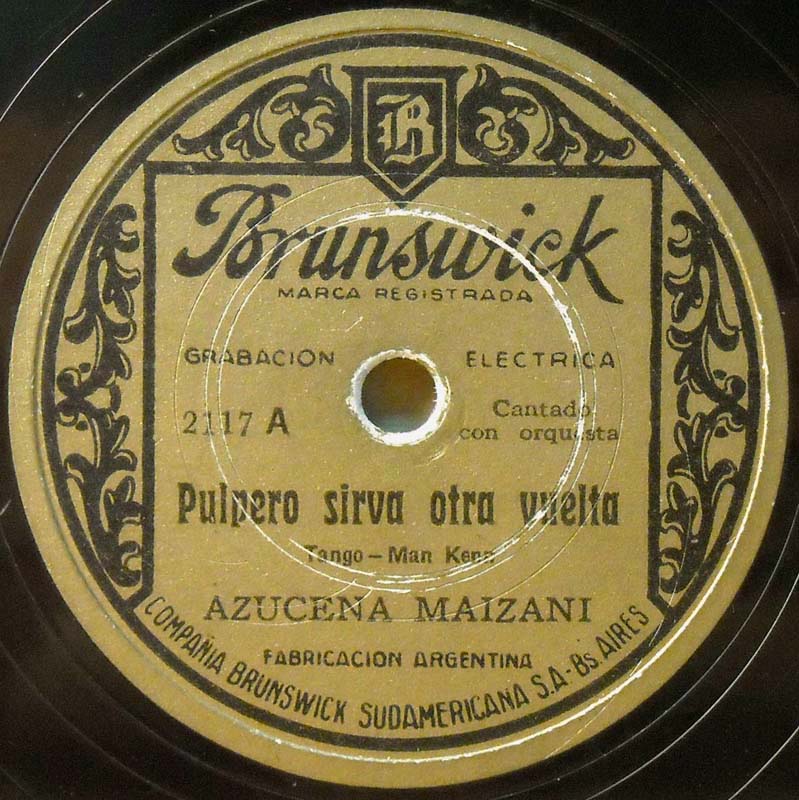 B
Brunswick
MARCA REGISTRADA
GRABACION ELECTRICA
2117 A
Cantado
con orquesta
Pulpero sirva otra vuelta
Tango - Man Kenn
AZUCENA MAIZANI
FABRICACION ARGENTINA
COMPAÑIA BRUNSWICK SUDAMERICANA S.A - Bs. AIRES